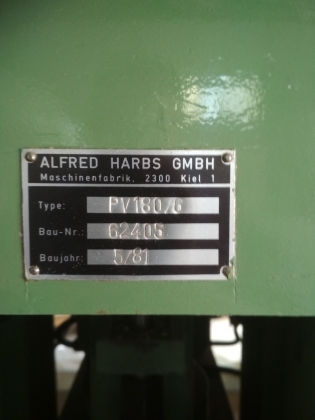 ALFRED HARBS GMBH
Maschinenfabrik, 2300 Kiel 1
Type: PV180/6
Bau-Nr.: 62405
Baujahr: 5/81